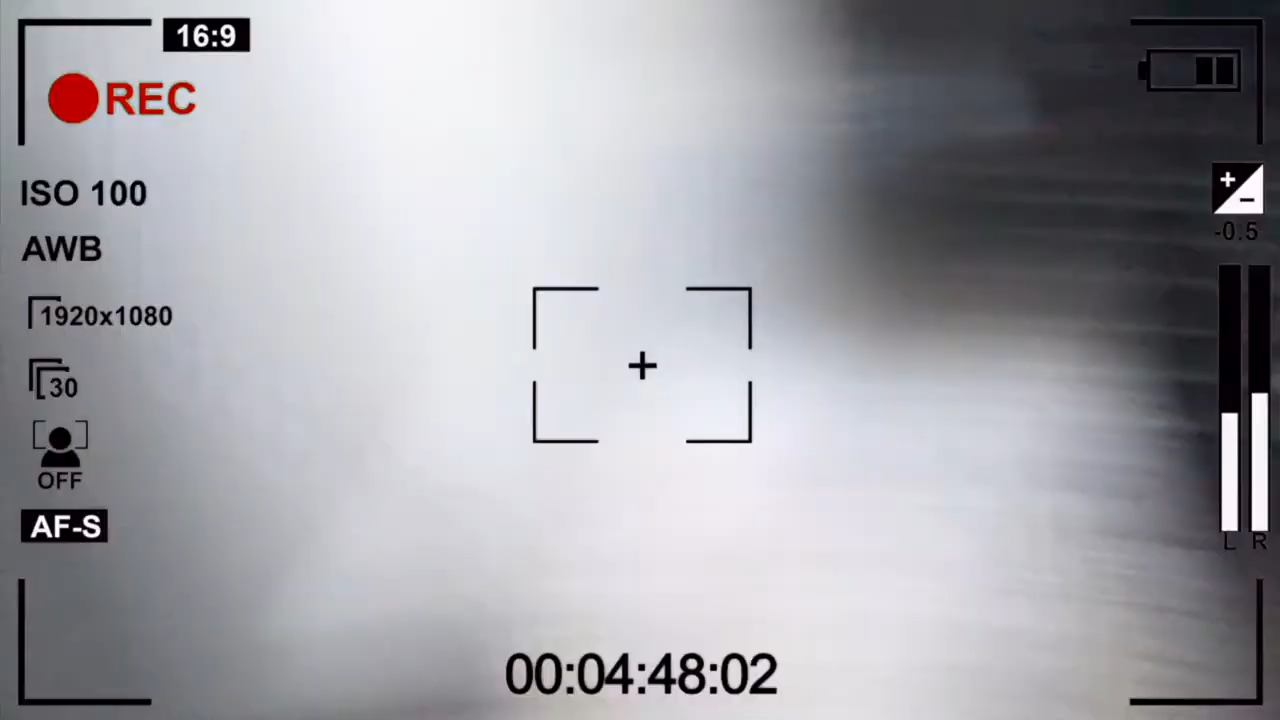 16:9
REC
ISO 100
AWB
-0.5
1920x1080
30
OFF
AF-S
L R
00:04:48:02